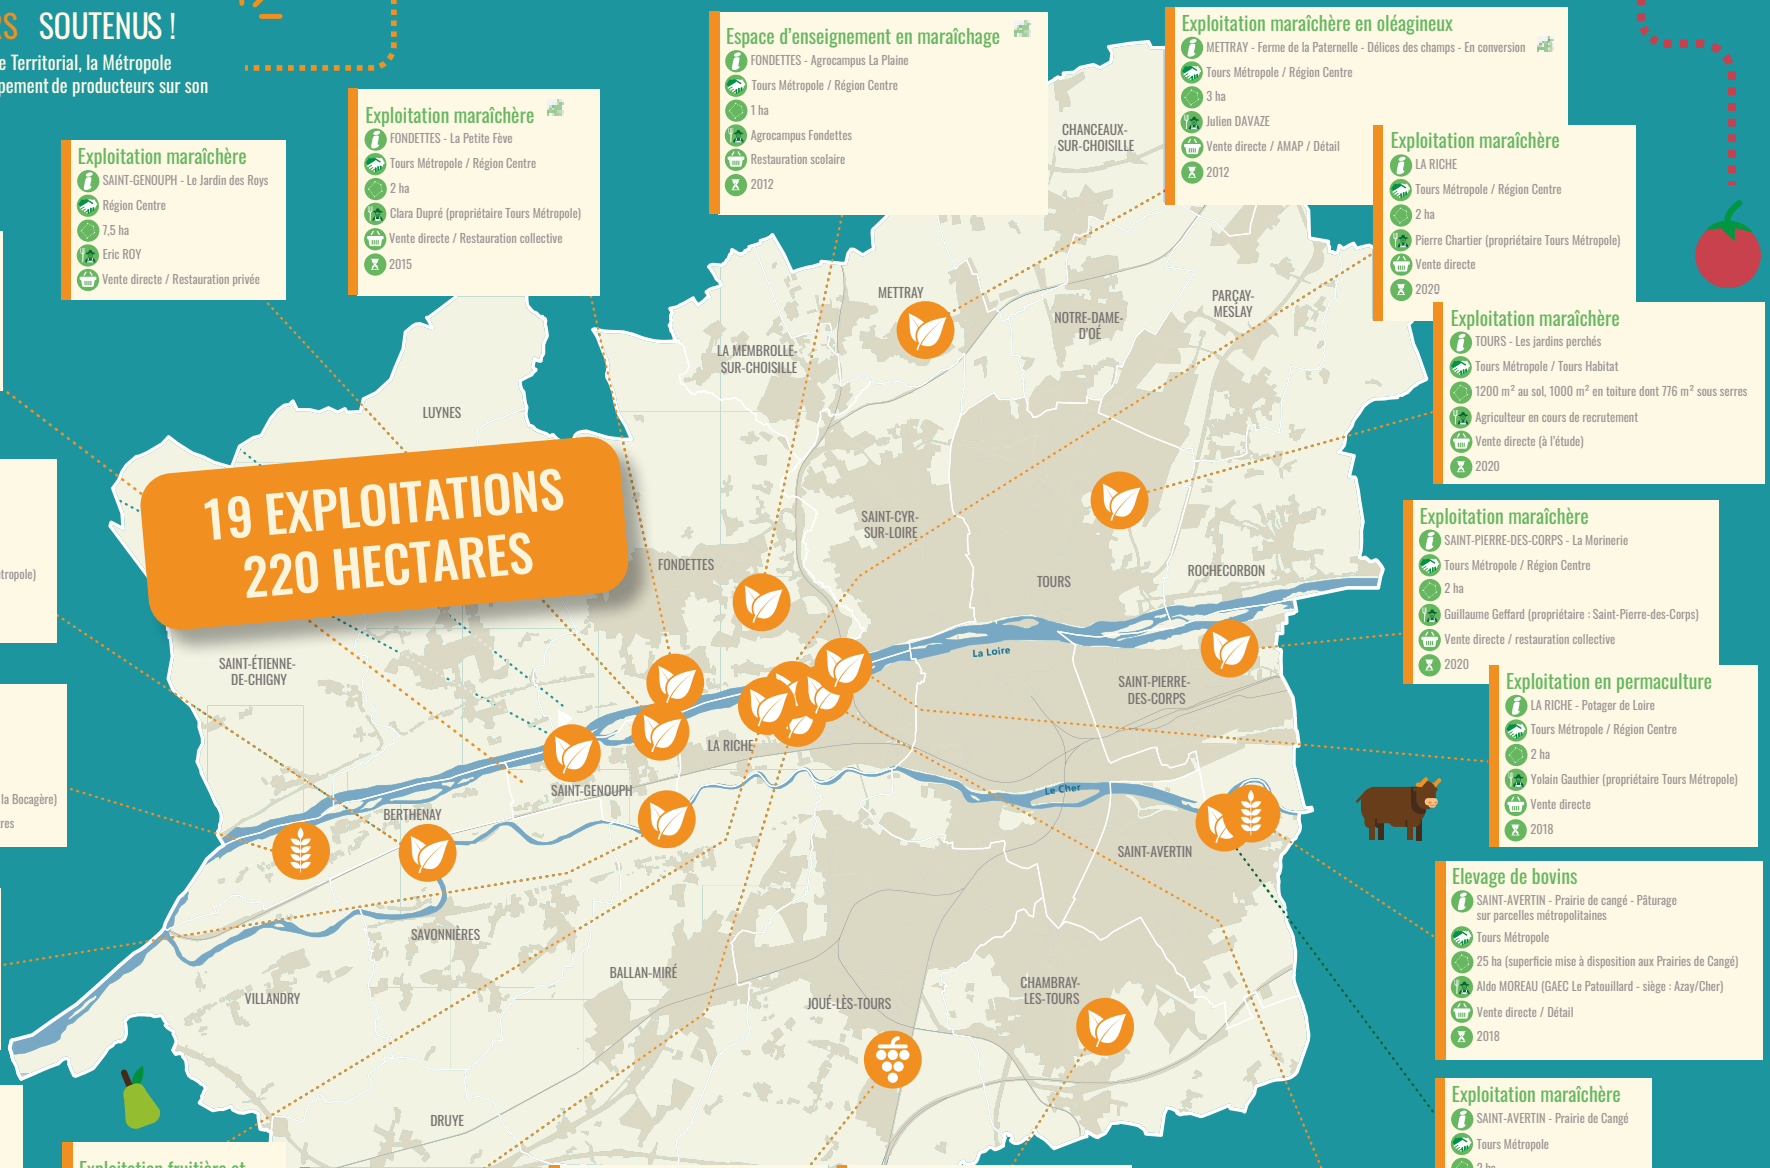 RS SOUTENUS !
e Territorial, la Métropole
pement de producteurs sur son
Exploitation maraîchère
SAINT-GENOUPH - Le Jardin des Roys
Région Centre
7,5 ha
Eric ROY
Vente directe / Restauration privée
Exploitation maraîchère
FONDETTES - La Petite Fève
Tours Métropole / Région Centre
2 ha
Clara Dupré (propriétaire Tours Métropole)
Vente directe / Restauration collective
2015
Espace d'enseignement en maraîchage
FONDETTES - Agrocampus La Plaine
Tours Métropole / Région Centre
1 ha
Agrocampus Fondettes
Restauration scolaire
2012
Exploitation maraîchère en oléagineux
METTRAY - Ferme de la Paternelle - Délices des champs - En conversion
Tours Métropole / Région Centre
3 ha
Julien DAVAZE
Vente directe / AMAP / Détail
2012
Exploitation maraîchère
LA RICHE
Tours Métropole / Région Centre
2 ha
Pierre Chartier (propriétaire Tours Métropole)
Vente directe
2020
Exploitation maraîchère
TOURS - Les jardins perchés
Tours Métropole / Tours Habitat
1200 m² au sol, 1000 m² en toiture dont 776 m² sous serres
Agriculteur en cours de recrutement
Vente directe (à l'étude)
2020
Exploitation maraîchère
SAINT-PIERRE-DES-CORPS - La Morinerie
Tours Métropole / Région Centre
2 ha
Guillaume Geffard (propriétaire : Saint-Pierre-des-Corps)
Vente directe / restauration collective
2020
Exploitation en permaculture
LA RICHE - Potager de Loire
Tours Métropole / Région Centre
2 ha
Yolain Gauthier (propriétaire Tours Métropole)
Vente directe
2018
Elevage de bovins
SAINT-AVERTIN - Prairie de cangé - Pâturage
sur parcelles métropolitaines
Tours Métropole
25 ha (superficie mise à disposition aux Prairies de Cangé)
Aldo MOREAU (GAEC Le Patouillard - siège : Azay/Cher)
Vente directe / Détail
2018
Exploitation maraîchère
SAINT-AVERTIN - Prairie de Cangé
Tours Métropole
2 ha
19 EXPLOITATIONS
220 HECTARES
CHANCEAUX-
SUR-CHOISILLE
METTRAY
NOTRE-DAME-
D'OÉ
PARÇAY-
MESLAY
LA MEMBROLLE-
SUR-CHOISILLE
LUYNES
SAINT-CYR-
SUR-LOIRE
FONDETTES
TOURS
ROCHECORBON
La Loire
SAINT-ÉTIENNE-
DE-CHIGNY
SAINT-PIERRE-
DES-CORPS
LA RICHE
SAINT-GENOUPH
Le Cher
BERTHENAY
SAINT-AVERTIN
SAVONNIÈRES
BALLAN-MIRÉ
VILLANDRY
JOUÉ-LÈS-TOURS
CHAMBRAY-
LES-TOURS
DRUYE
tropole)
la Bocagère)
res
Exploitation fruitière et